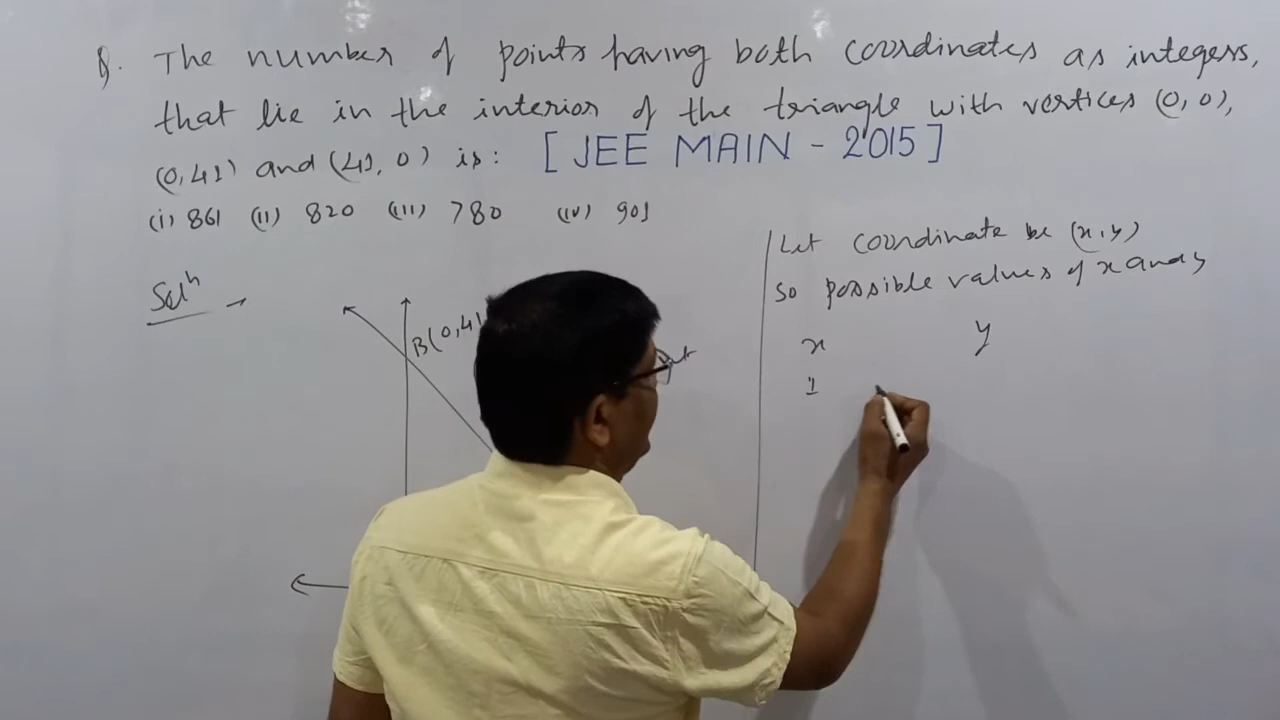 Q. The number of points having both coordinates as integers,
that lie in the interior of the triangle with vertices (0, 0),
(0, 41) and (41, 0) is: [JEE MAIN - 2015]
(i) 861 (ii) 820 (iii) 780 (iv) 901
Solⁿ →
B(0,41
Let coordinate be (x, y)
So possible values of x and y
x y
1